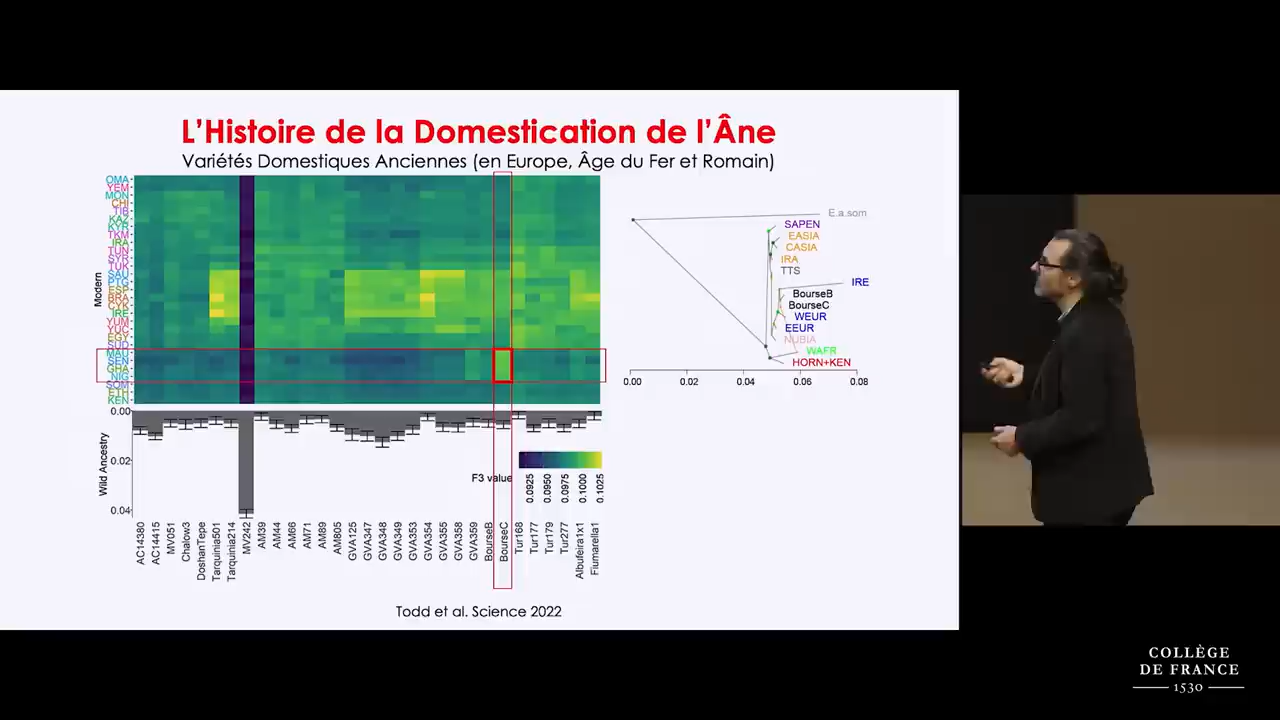 L'Histoire de la Domestication de l'Âne
Variétés Domestiques Anciennes (en Europe, Âge du Fer et Romain)
Modern
OMA
YEM
MON
CHI
TIB
KAZ
KYR
TKM
IRA
TUN
SYR
TUK
SAU
PTG
ESP
BRA
CYK
IRE
YUM
YUC
EGY
SUD
MAU
SEN
GHA
NIG
SOM
ETH
KEN
Wild Ancestry
0.00
0.02
0.04
F3 value
0.0925
0.0950
0.0975
0.1000
0.1025
AC14380
AC14415
MV051
Chalow3
DoshanTepe
Tarquinia501
Tarquinia214
MV242
AM39
AM44
AM66
AM71
AM89
AM805
GVA125
GVA347
GVA348
GVA349
GVA353
GVA354
GVA355
GVA358
GVA359
BourseB
BourseC
Tur168
Tur177
Tur179
Tur277
Albufeira1x1
Fiumarella1
E.a.som
SAPEN
EASIA
CASIA
IRA
TTS
IRE
BourseB
BourseC
WEUR
EEUR
NUBIA
WAFR
HORN+KEN
0.00 0.02 0.04 0.06 0.08
Todd et al. Science 2022
COLLÈGE
DE FRANCE
1530